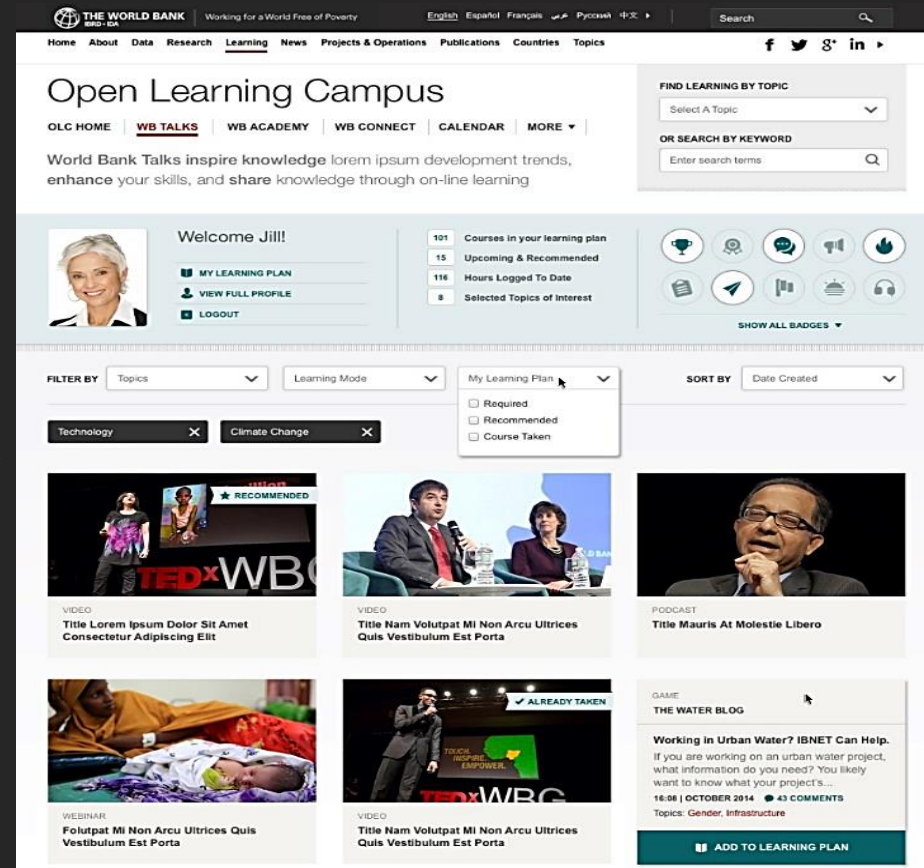 THE WORLD BANK
IBRD • IDA
Working for a World Free of Poverty
English Español Français عربي Русский 中文
Search
Home About Data Research Learning News Projects & Operations Publications Countries Topics
f g+ in
Open Learning Campus
OLC HOME WB TALKS WB ACADEMY WB CONNECT CALENDAR MORE
World Bank Talks inspire knowledge lorem ipsum development trends,
enhance your skills, and share knowledge through on-line learning
FIND LEARNING BY TOPIC
Select A Topic
OR SEARCH BY KEYWORD
Enter search terms
Welcome Jill!
MY LEARNING PLAN
VIEW FULL PROFILE
LOGOUT
101 Courses in your learning plan
15 Upcoming & Recommended
116 Hours Logged To Date
8 Selected Topics of Interest
SHOW ALL BADGES
FILTER BY Topics Learning Mode My Learning Plan SORT BY Date Created
Required
Recommended
Course Taken
Technology X Climate Change X
RECOMMENDED
TEDxWBG
VIDEO
Title Lorem Ipsum Dolor Sit Amet
Consectetur Adipiscing Elit
VIDEO
Title Nam Volutpat Mi Non Arcu Ultrices
Quis Vestibulum Est Porta
PODCAST
Title Mauris At Molestie Libero
WEBINAR
Folutpat Mi Non Arcu Ultrices Quis
Vestibulum Est Porta
ALREADY TAKEN
TOUCH.
INSPIRE.
EMPOWER.
TEDxWBG
VIDEO
Title Nam Volutpat Mi Non Arcu Ultrices
Quis Vestibulum Est Porta
GAME
THE WATER BLOG
Working in Urban Water? IBNET Can Help.
If you are working on an urban water project,
what information do you need? You likely
want to know what your project's...
16:08 | OCTOBER 2014 43 COMMENTS
Topics: Gender, Infrastructure
ADD TO LEARNING PLAN